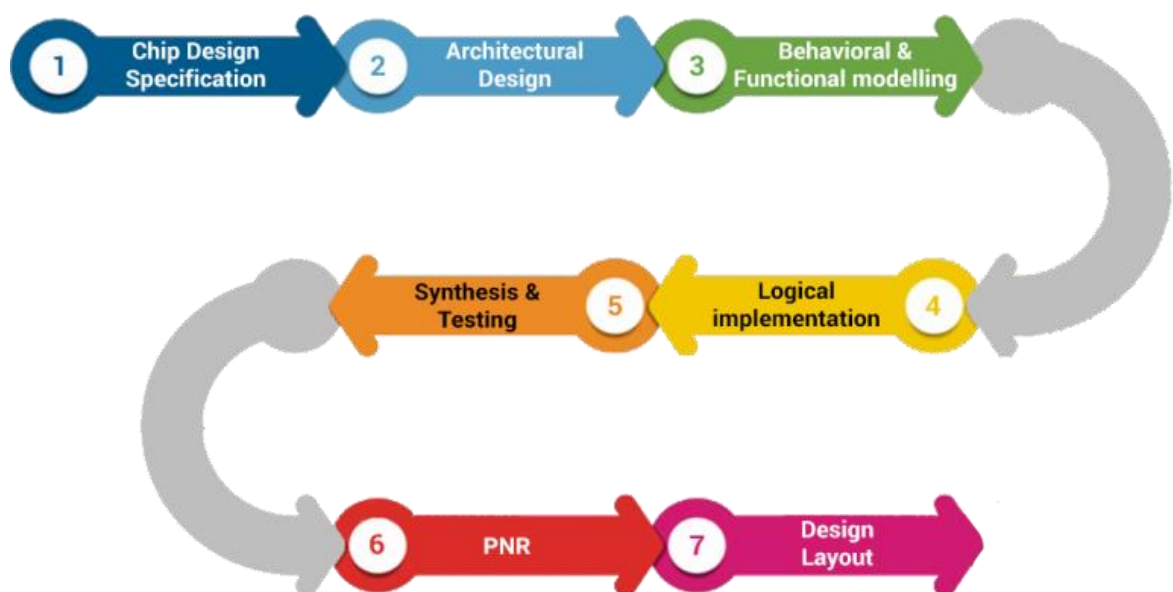 1
Chip Design
Specification
2
Architectural
Design
3
Behavioral &
Functional modelling
4
Logical
implementation
5
Synthesis &
Testing
6
PNR
7
Design
Layout